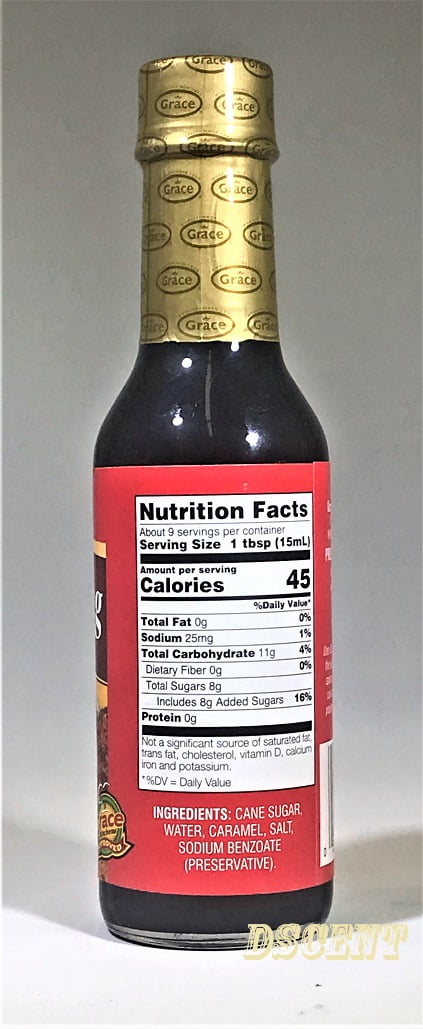 Grace
Grace Grace
Grace
Grace Grace
Grace
Grace Grace
Grace
Nutrition Facts
About 9 servings per container
Serving Size 1 tbsp (15mL)
Amount per serving
Calories 45
%Daily Value*
Total Fat 0g 0%
Sodium 25mg 1%
Total Carbohydrate 11g 4%
Dietary Fiber 0g 0%
Total Sugars 8g
Includes 8g Added Sugars 16%
Protein 0g
Not a significant source of saturated fat,
trans fat, cholesterol, vitamin D, calcium
iron and potassium.
*%DV = Daily Value
INGREDIENTS: CANE SUGAR,
WATER, CARAMEL, SALT,
SODIUM BENZOATE
(PRESERVATIVE).
DSCENT